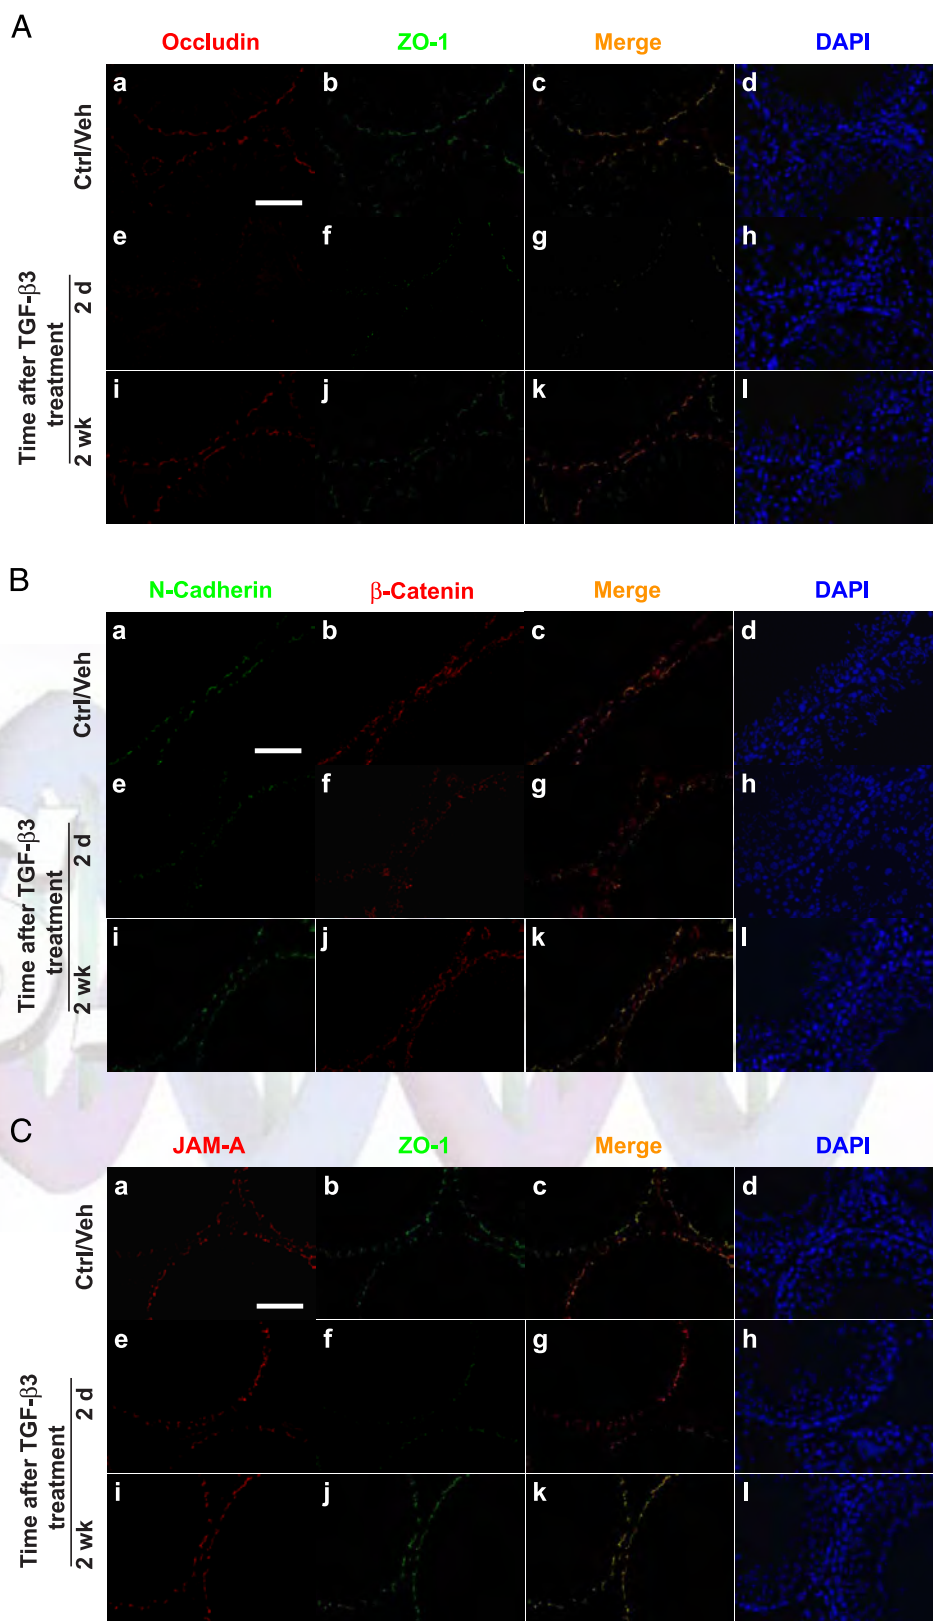 A
Occludin ZO-1 Merge DAPI
Ctrl/Veh
a b c d
Time after TGF-β3 treatment
2 d
e f g h
2 wk
i j k l
B
N-Cadherin β-Catenin Merge DAPI
Ctrl/Veh
a b c d
Time after TGF-β3 treatment
2 d
e f g h
2 wk
i j k l
C
JAM-A ZO-1 Merge DAPI
Ctrl/Veh
a b c d
Time after TGF-β3 treatment
2 d
e f g h
2 wk
i j k l